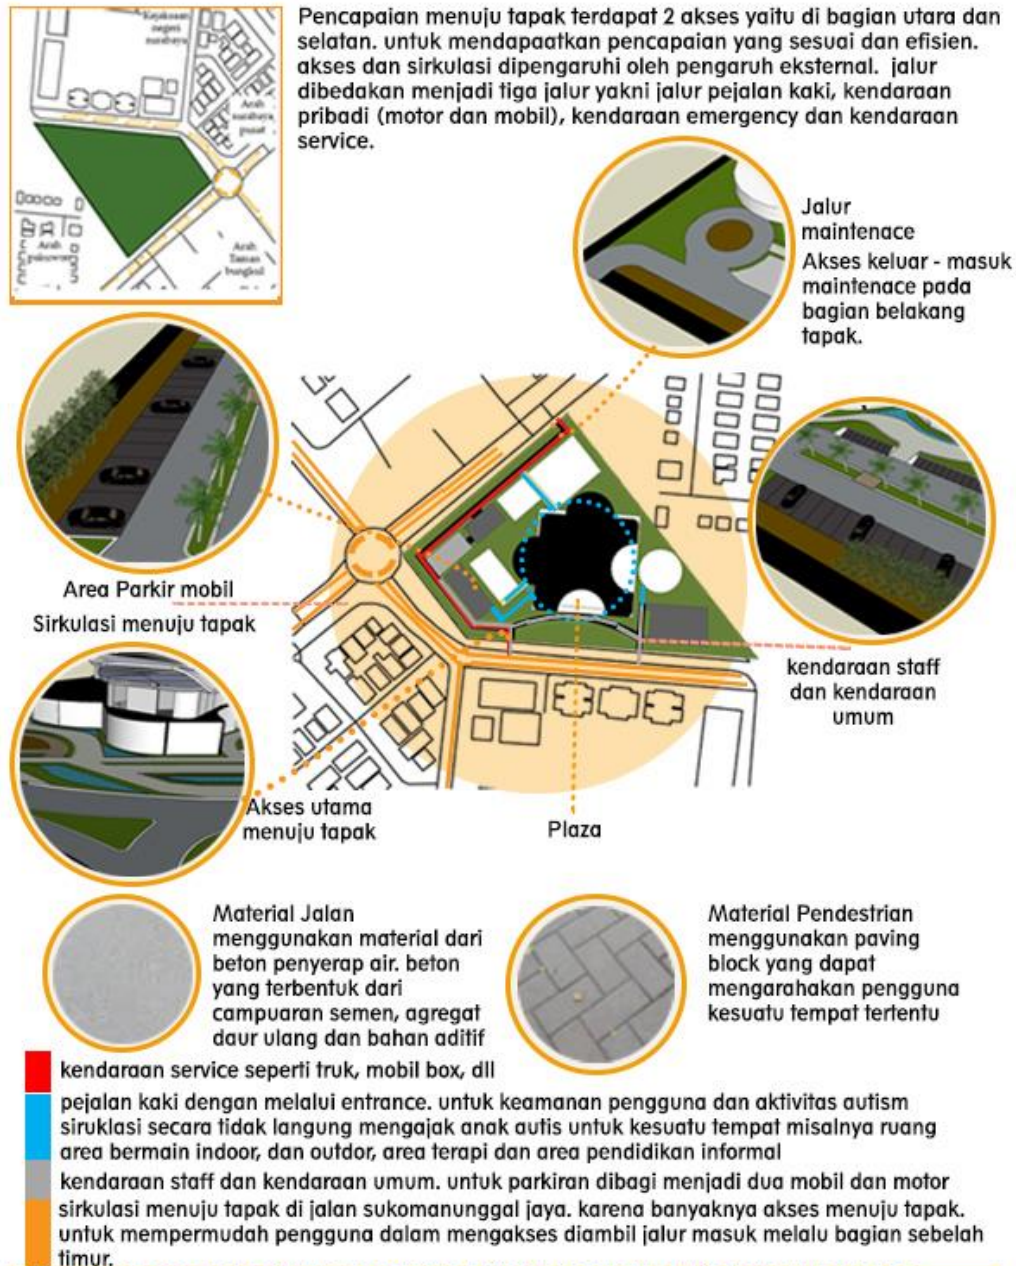 Pencapaian menuju tapak terdapat 2 akses yaitu di bagian utara dan
selatan. untuk mendapaatkan pencapaian yang sesuai dan efisien.
akses dan sirkulasi dipengaruhi oleh pengaruh eksternal. jalur
dibedakan menjadi tiga jalur yakni jalur pejalan kaki, kendaraan
pribadi (motor dan mobil), kendaraan emergency dan kendaraan
service.
Kejaksaan
negeri
surabaya
Arah
surabaya
pusat
Arah
pakuwon
Arah
Taman
bungkul
Jalur
maintenace
Akses keluar - masuk
maintenace pada
bagian belakang
tapak.
Area Parkir mobil
Sirkulasi menuju tapak
kendaraan staff
dan kendaraan
umum
Akses utama
menuju tapak
Plaza
Material Jalan
menggunakan material dari
beton penyerap air. beton
yang terbentuk dari
campuaran semen, agregat
daur ulang dan bahan aditif
Material Pendestrian
menggunakan paving
block yang dapat
mengarahakan pengguna
kesuatu tempat tertentu
kendaraan service seperti truk, mobil box, dll
pejalan kaki dengan melalui entrance. untuk keamanan pengguna dan aktivitas autism
siruklasi secara tidak langung mengajak anak autis untuk kesuatu tempat misalnya ruang
area bermain indoor, dan outdor, area terapi dan area pendidikan informal
kendaraan staff dan kendaraan umum. untuk parkiran dibagi menjadi dua mobil dan motor
sirkulasi menuju tapak di jalan sukomanunggal jaya. karena banyaknya akses menuju tapak.
untuk mempermudah pengguna dalam mengakses diambil jalur masuk melalu bagian sebelah
timur.